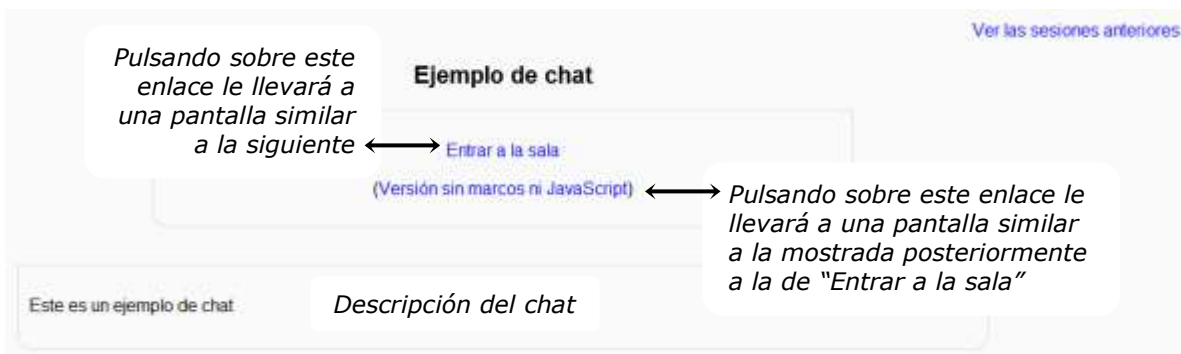 Ver las sesiones anteriores
Pulsando sobre este
enlace le llevará a
una pantalla similar
a la siguiente
Ejemplo de chat
Entrar a la sala
(Versión sin marcos ni JavaScript)
Pulsando sobre este enlace le
llevará a una pantalla similar
a la mostrada posteriormente
a la de “Entrar a la sala”
Este es un ejemplo de chat
Descripción del chat